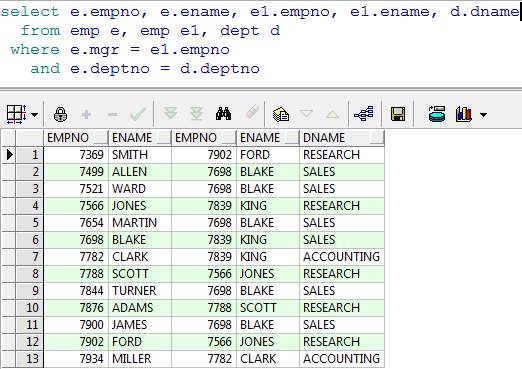 select e.empno, e.ename, e1.empno, e1.ename, d.dname
from emp e, emp e1, dept d
where e.mgr = e1.empno
and e.deptno = d.deptno
EMPNO ENAME EMPNO ENAME DNAME
1 7369 SMITH 7902 FORD RESEARCH
2 7499 ALLEN 7698 BLAKE SALES
3 7521 WARD 7698 BLAKE SALES
4 7566 JONES 7839 KING RESEARCH
5 7654 MARTIN 7698 BLAKE SALES
6 7698 BLAKE 7839 KING SALES
7 7782 CLARK 7839 KING ACCOUNTING
8 7788 SCOTT 7566 JONES RESEARCH
9 7844 TURNER 7698 BLAKE SALES
10 7876 ADAMS 7788 SCOTT RESEARCH
11 7900 JAMES 7698 BLAKE SALES
12 7902 FORD 7566 JONES RESEARCH
13 7934 MILLER 7782 CLARK ACCOUNTING